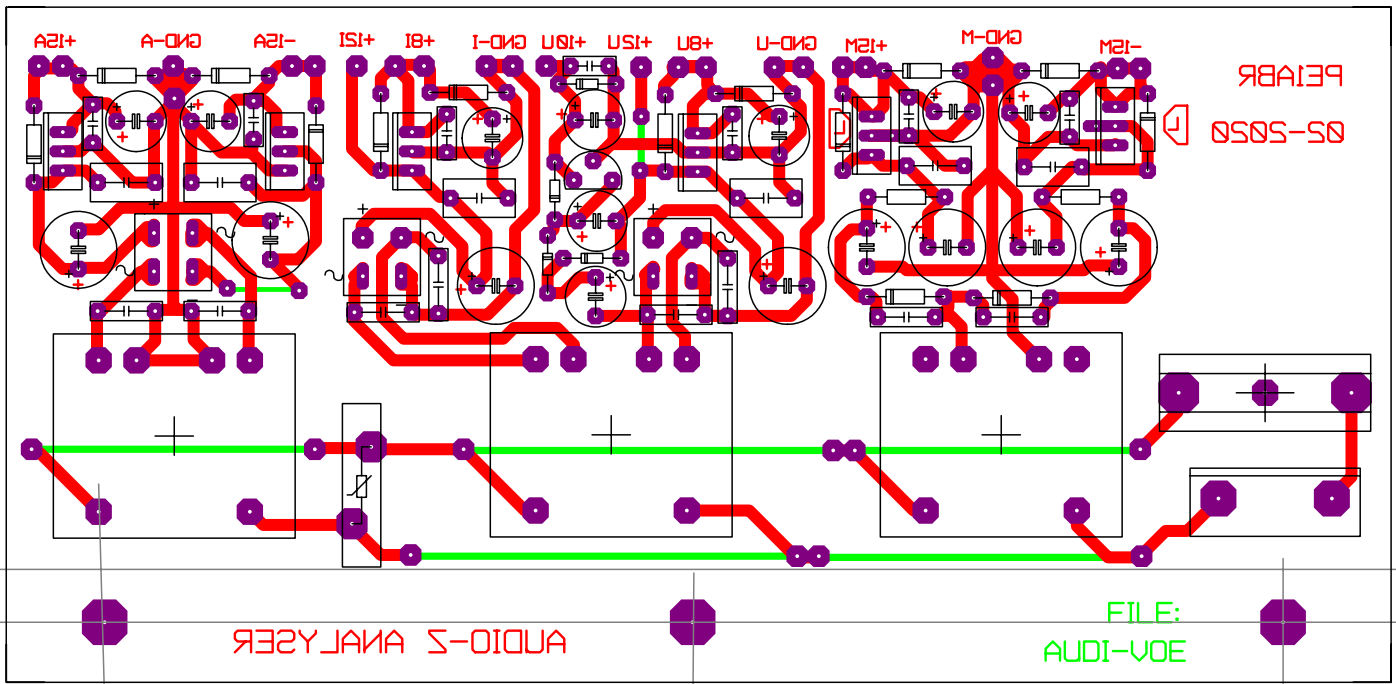 +15A GND-A -15A +12I +8I GND-I +10U +12U +8U GND-U +15M GND-M -15M
PE1ABR
02-2020
L L
FILE:
AUDIO-Z ANALYSER
AUDI-VOE